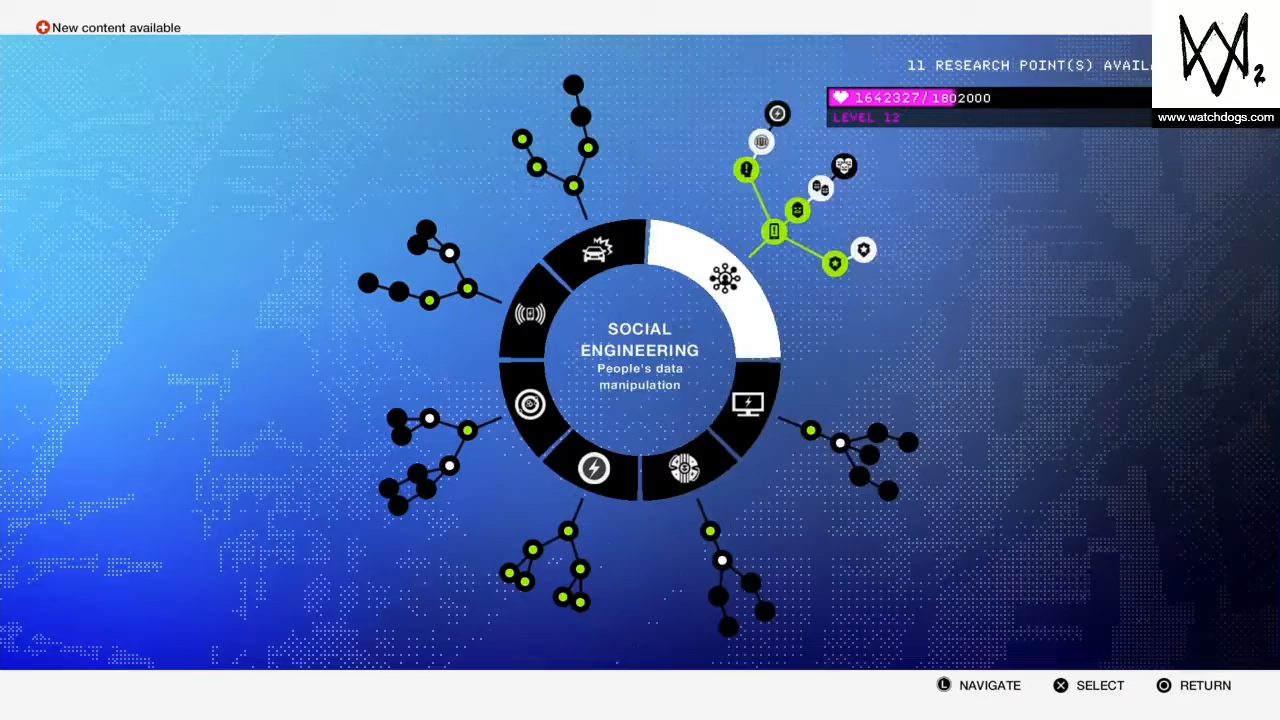 New content available
2
www.watchdogs.com
11 RESEARCH POINT(S) AVAIL
1642327/1802000
LEVEL 12
SOCIAL
ENGINEERING
People's data
manipulation
L NAVIGATE
SELECT
RETURN